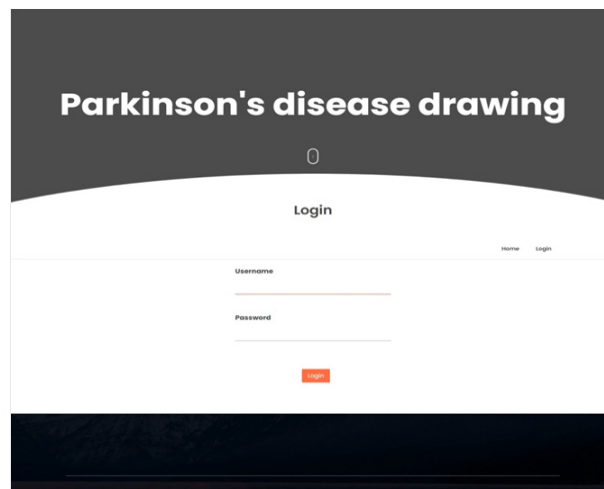 Parkinson's disease drawing
Login
Home Login
Username
Password
Login